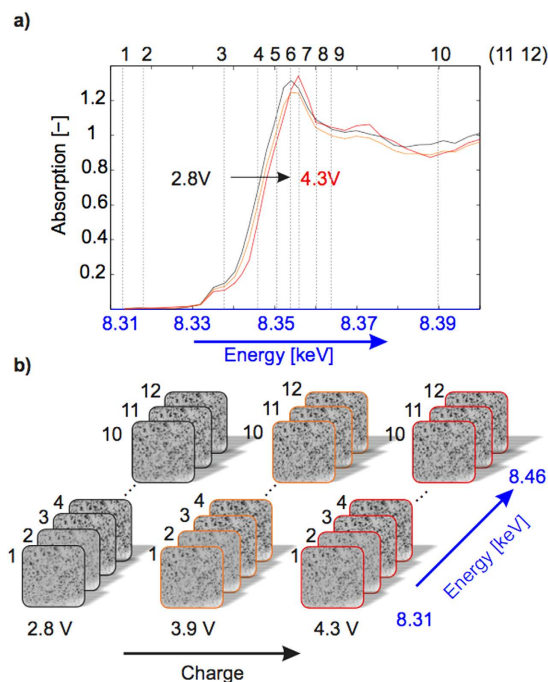 a)
1 2 3 4 5 6 7 8 9 10 (11 12)
Absorption [–]
1.2
1.0
0.8
0.6
0.4
0.2
2.8V 4.3V
8.31 8.33 8.35 8.37 8.39
Energy [keV]
b)
12 12 12
11 11 11
10 10 10
4 4 4
3 3 3
2 2 2
1 1 1
8.46
Energy [keV]
8.31
2.8 V 3.9 V 4.3 V
Charge